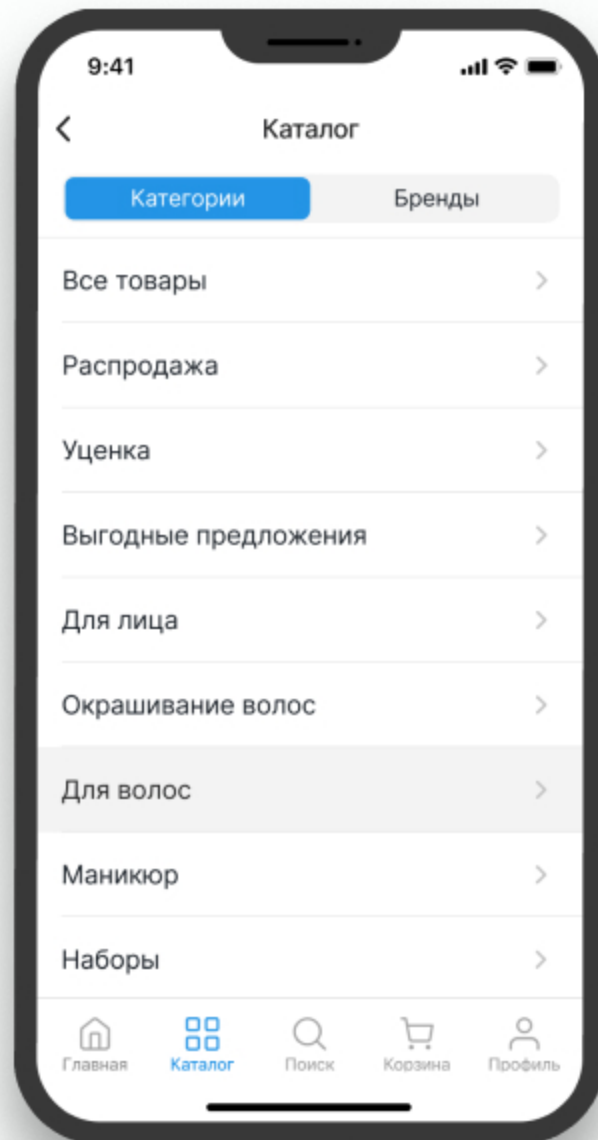 9:41
Каталог
Категории Бренды
Все товары
Распродажа
Уценка
Выгодные предложения
Для лица
Окрашивание волос
Для волос
Маникюр
Наборы
Главная Каталог Поиск Корзина Профиль